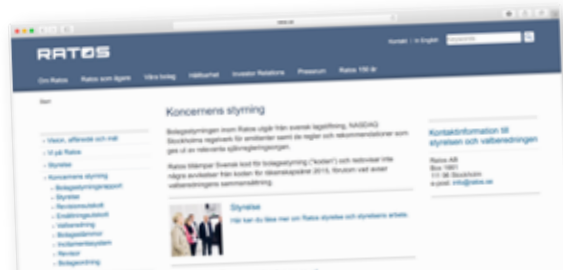 ratos.se
RATOS
Kontakt | In English
Om Ratos Ratos som ägare Våra bolag Hållbarhet Investor Relations Pressrum Ratos 150 år
Start
Koncernens styrning
Bolagsstyrningen inom Ratos utgår från svensk lagstiftning, NASDAQ
Stockholms regelverk för emittenter samt de regler och rekommendationer som
ges ut av relevanta självregleringsorgan.
Ratos tillämpar Svensk kod för bolagsstyrning ("koden") och redovisar inte
några avvikelser från koden för räkenskapsåret 2015, förutom vad avser
valberedningens sammansättning.
Styrelse
Här kan du läsa mer om Ratos styrelse och styrelsens arbete.
› Vision, affärsidé och mål
› Vi på Ratos
› Styrelse
› Koncernens styrning
› Bolagsstyrningsrapport
› Styrelse
› Revisionsutskott
› Ersättningsutskott
› Valberedning
› Bolagsstämmor
› Incitamentssystem
› Revisor
› Bolagsordning
Kontaktinformation till
styrelsen och valberedningen
Ratos AB
Box 1661
111 96 Stockholm
e-post: info@ratos.se